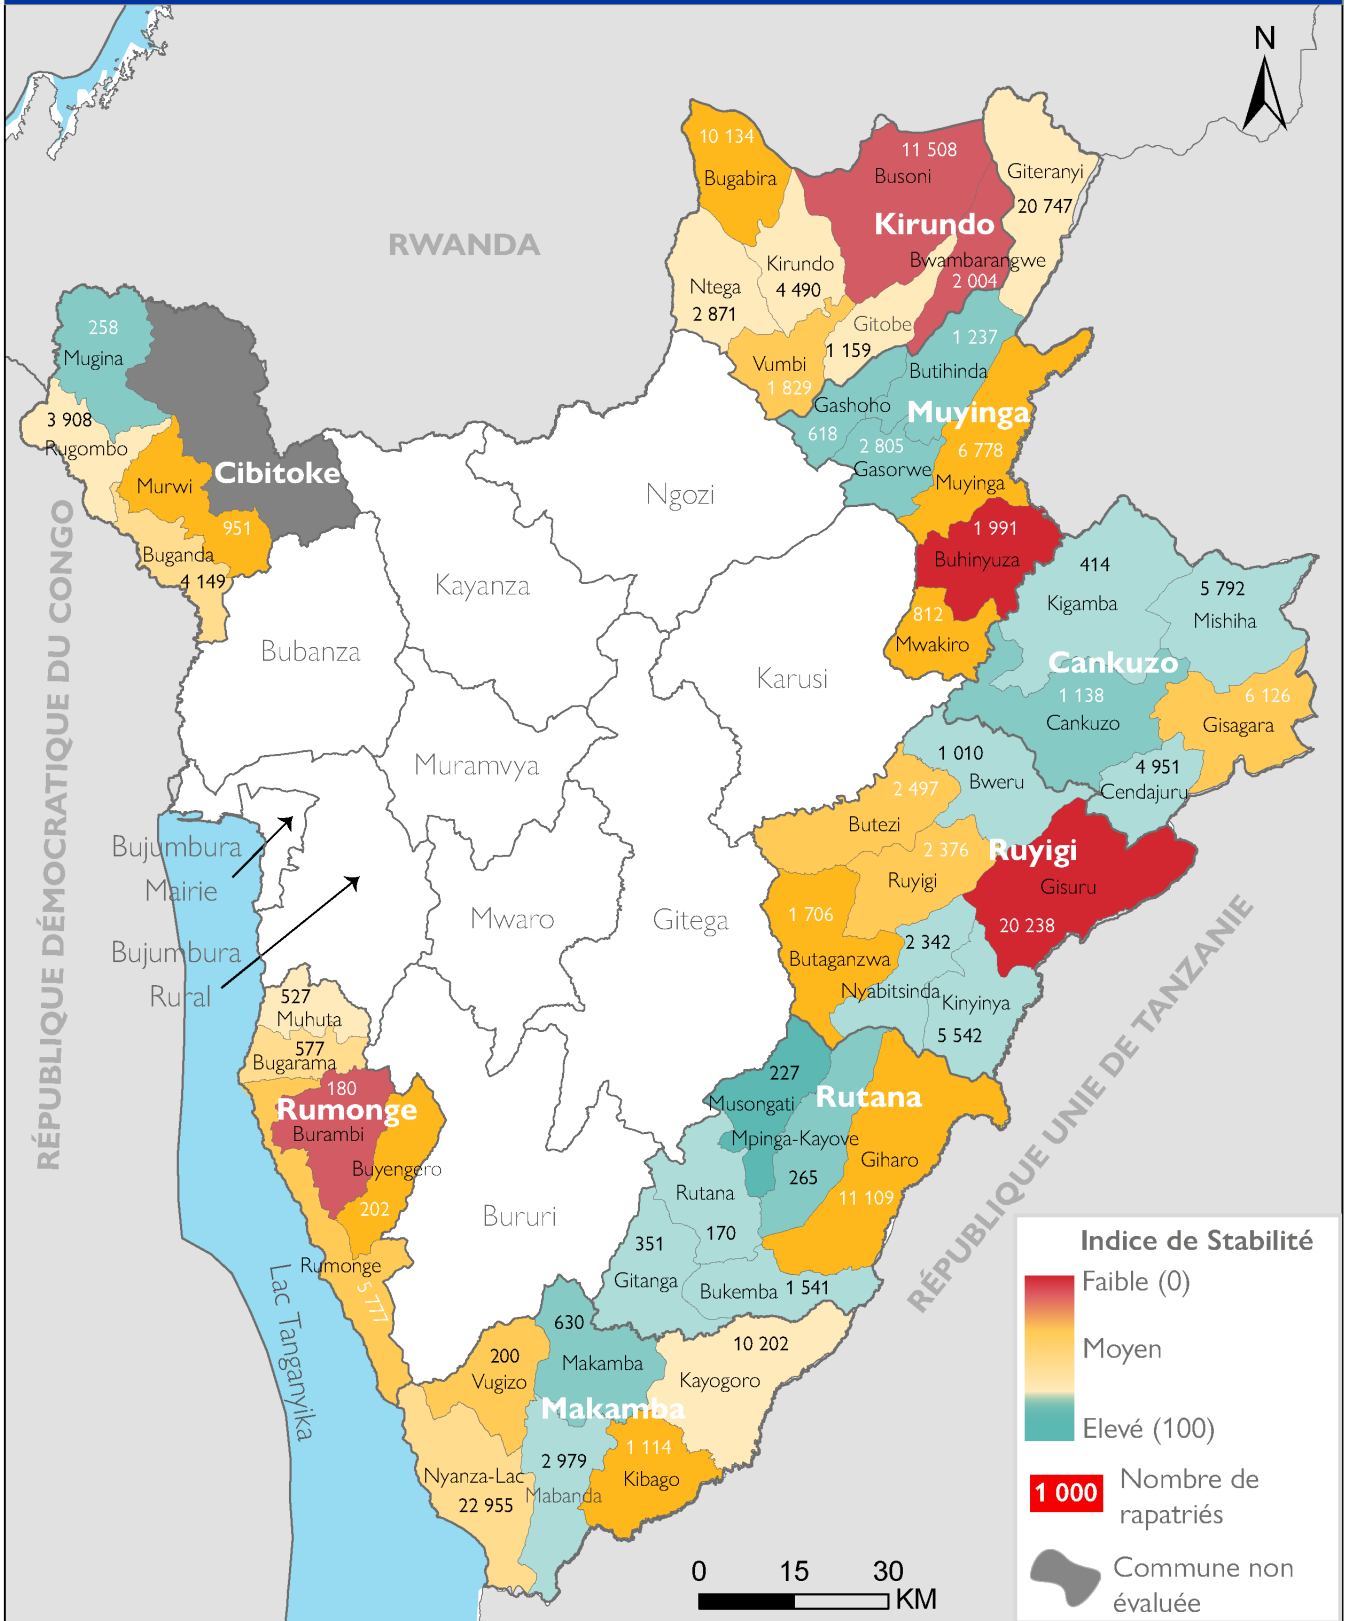 N
10 134
Bugabira
11 508
Busoni
Giteranyi
20 747
Kirundo
RWANDA
Bwambarangwe
2 004
Kirundo
4 490
Ntega
2 871
Gitobe
1 159
Vumbi
1 829
1 237
Butihinda
258
Mugina
Gashoho
618
Muyinga
2 805
Gasorwe
6 778
Muyinga
3 908
Rugombo
Cibitoke
Murwi
951
Buganda
4 149
Ngozi
Kayanza
1 991
Buhinyuza
812
Mwakiro
414
Kigamba
5 792
Mishiha
Cankuzo
1 138
Cankuzo
6 126
Gisagara
4 951
Cendajuru
Bubanza
Karusi
Muramvya
1 010
Bweru
2 497
Butezi
2 376
Ruyigi
Ruyigi
Gisuru
20 238
Bujumbura
Mairie
Bujumbura
Rural
Mwaro
Gitega
1 706
Butaganzwa
2 342
Nyabitsinda
Kinyinya
5 542
RÉPUBLIQUE DÉMOCRATIQUE DU CONGO
RÉPUBLIQUE UNIE DE TANZANIE
527
Muhuta
577
Bugarama
180
Rumonge
Burambi
Buyengero
202
Rumonge
5 777
Lac Tanganyika
227
Musongati
Rutana
Mpinga-Kayove
265
Giharo
11 109
Rutana
170
351
Gitanga
Bukemba
1 541
Bururi
630
Makamba
10 202
Kayogoro
200
Vugizo
Makamba
1 114
Kibago
2 979
Mabanda
Nyanza-Lac
22 955
Indice de Stabilité
Faible (0)
Moyen
Elevé (100)
1 000
Nombre de
rapatriés
Commune non
évaluée
0 15 30
KM